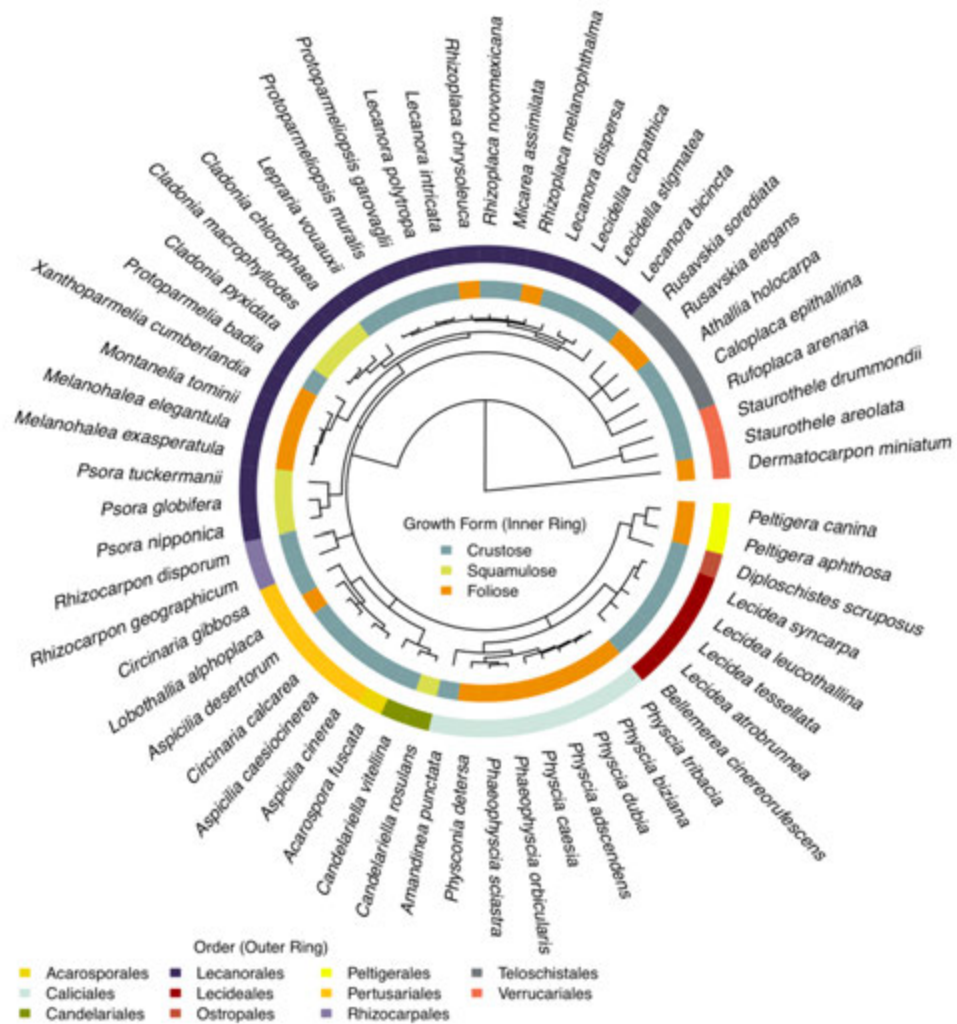 Protoparmeliopsis muralis
Protoparmeliopsis garovaglii
Lecanora polytropa
Lecanora intricata
Rhizoplaca chrysoleuca
Rhizoplaca novomexicana
Micarea assimilata
Rhizoplaca melanophthalma
Lecanora dispersa
Lecidella carpathica
Lecidella stigmatea
Lecanora bicincta
Rusavskia sorediata
Rusavskia elegans
Athallia holocarpa
Caloplaca epithallina
Rufoplaca arenaria
Staurothele drummondii
Staurothele areolata
Dermatocarpon miniatum
Peltigera canina
Peltigera aphthosa
Diploschistes scruposus
Lecidea syncarpa
Lecidea leucothallina
Lecidea tessellata
Lecidea atrobrunnea
Bellemerea cinereorufescens
Physcia tribacia
Physcia biziana
Physcia dubia
Physcia adscendens
Physcia caesia
Phaeophyscia orbicularis
Phaeophyscia sciastra
Physconia detersa
Amandinea punctata
Candelariella rosulans
Candelariella vitellina
Acarospora fuscata
Aspicilia cinerea
Aspicilia caesiocinerea
Circinaria calcarea
Aspicilia desertorum
Lobothallia alphoplaca
Circinaria gibbosa
Rhizocarpon geographicum
Rhizocarpon disporum
Psora nipponica
Psora globifera
Psora tuckermanii
Melanohalea exasperatula
Melanohalea elegantula
Montanelia tominii
Xanthoparmelia cumberlandia
Protoparmelia badia
Cladonia pyxidata
Cladonia macrophyllodes
Cladonia chlorophaea
Lepraria vouauxii
Growth Form (Inner Ring)
Crustose
Squamulose
Foliose
Order (Outer Ring)
Acarosporales
Lecanorales
Peltigerales
Teloschistales
Caliciales
Lecideales
Pertusariales
Verrucariales
Candelariales
Ostropales
Rhizocarpales